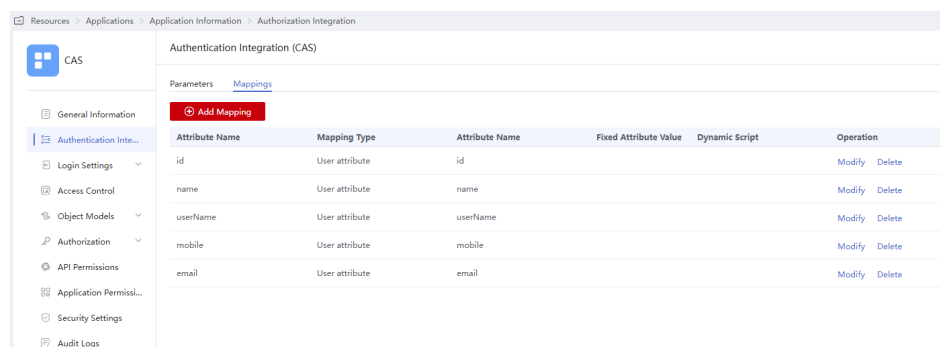 Resources > Applications > Application Information > Authorization Integration
CAS
Authentication Integration (CAS)
Parameters Mappings
Add Mapping
General Information
Authentication Inte...
Login Settings
Access Control
Object Models
Authorization
API Permissions
Application Permissi...
Security Settings
Audit Logs
Attribute Name Mapping Type Attribute Name Fixed Attribute Value Dynamic Script Operation
id User attribute id Modify Delete
name User attribute name Modify Delete
userName User attribute userName Modify Delete
mobile User attribute mobile Modify Delete
email User attribute email Modify Delete